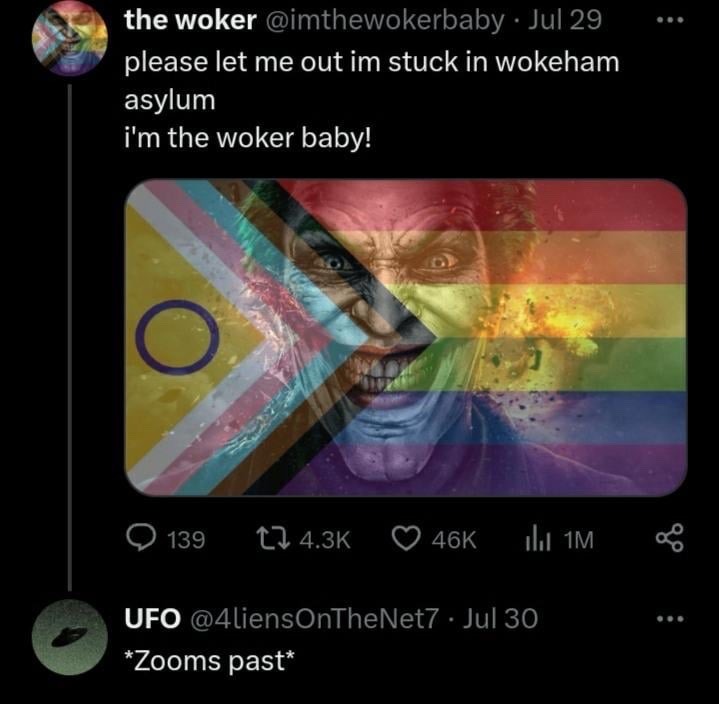 the woker @imthewokerbaby · Jul 29
please let me out im stuck in wokeham
asylum
i'm the woker baby!
139 4.3K 46K 1M
UFO @4liensOnTheNet7 · Jul 30
*Zooms past*